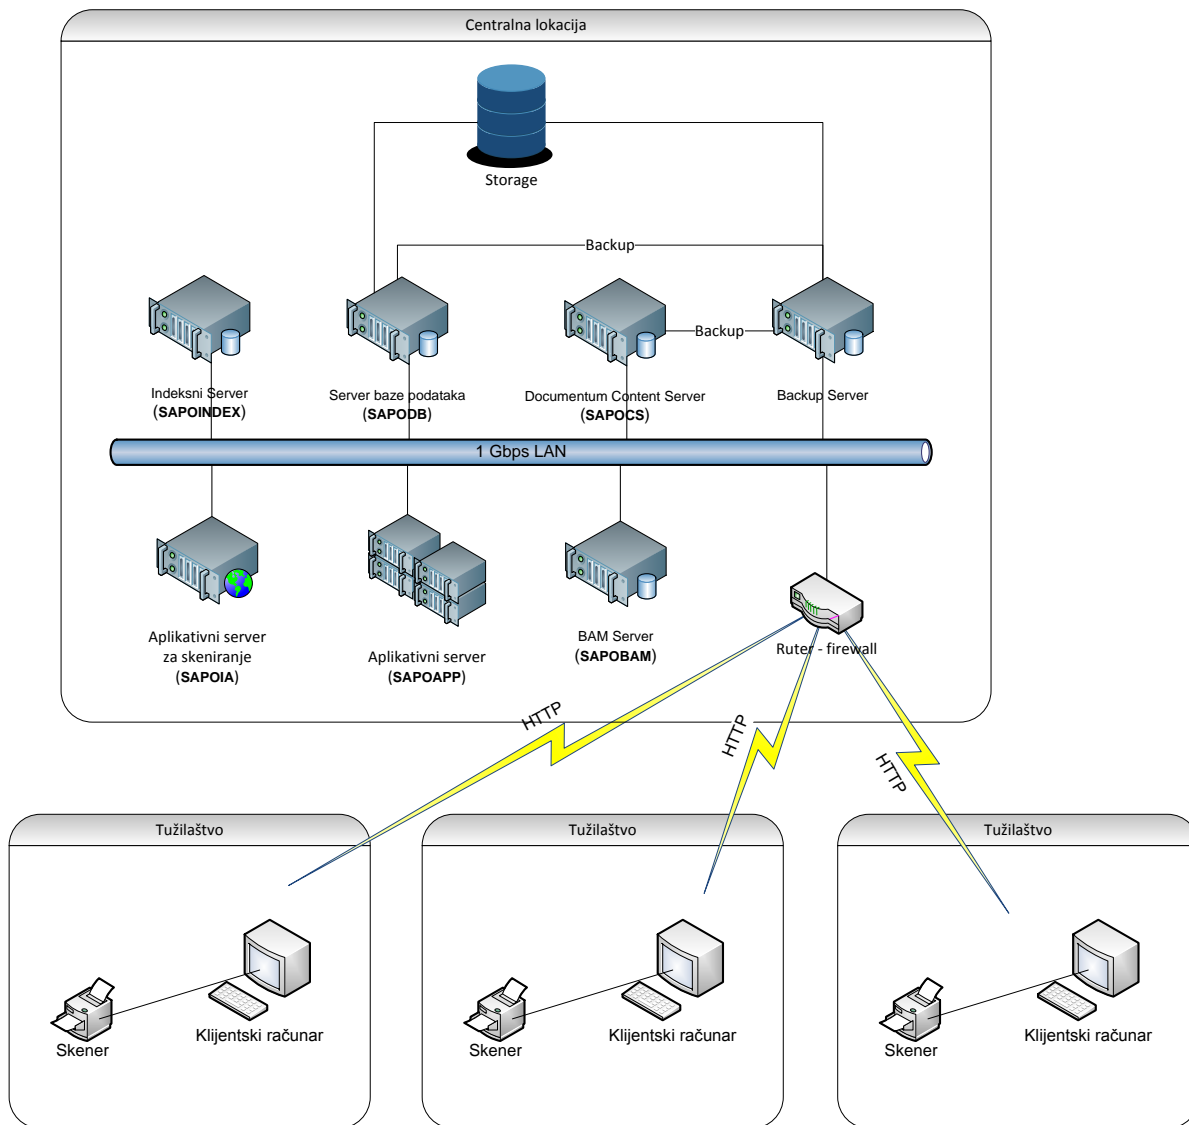 Centralna lokacija
Storage
Backup
Backup
Indeksni Server
(SAPOINDEX)
Server baze podataka
(SAPODB)
Documentum Content Server
(SAPOCS)
Backup Server
1 Gbps LAN
Aplikativni server
za skeniranje
(SAPOIA)
Aplikativni server
(SAPOAPP)
BAM Server
(SAPOBAM)
Ruter - firewall
HTTP
HTTP
HTTP
Tužilaštvo
Skener
Klijentski računar
Tužilaštvo
Skener
Klijentski računar
Tužilaštvo
Skener
Klijentski računar